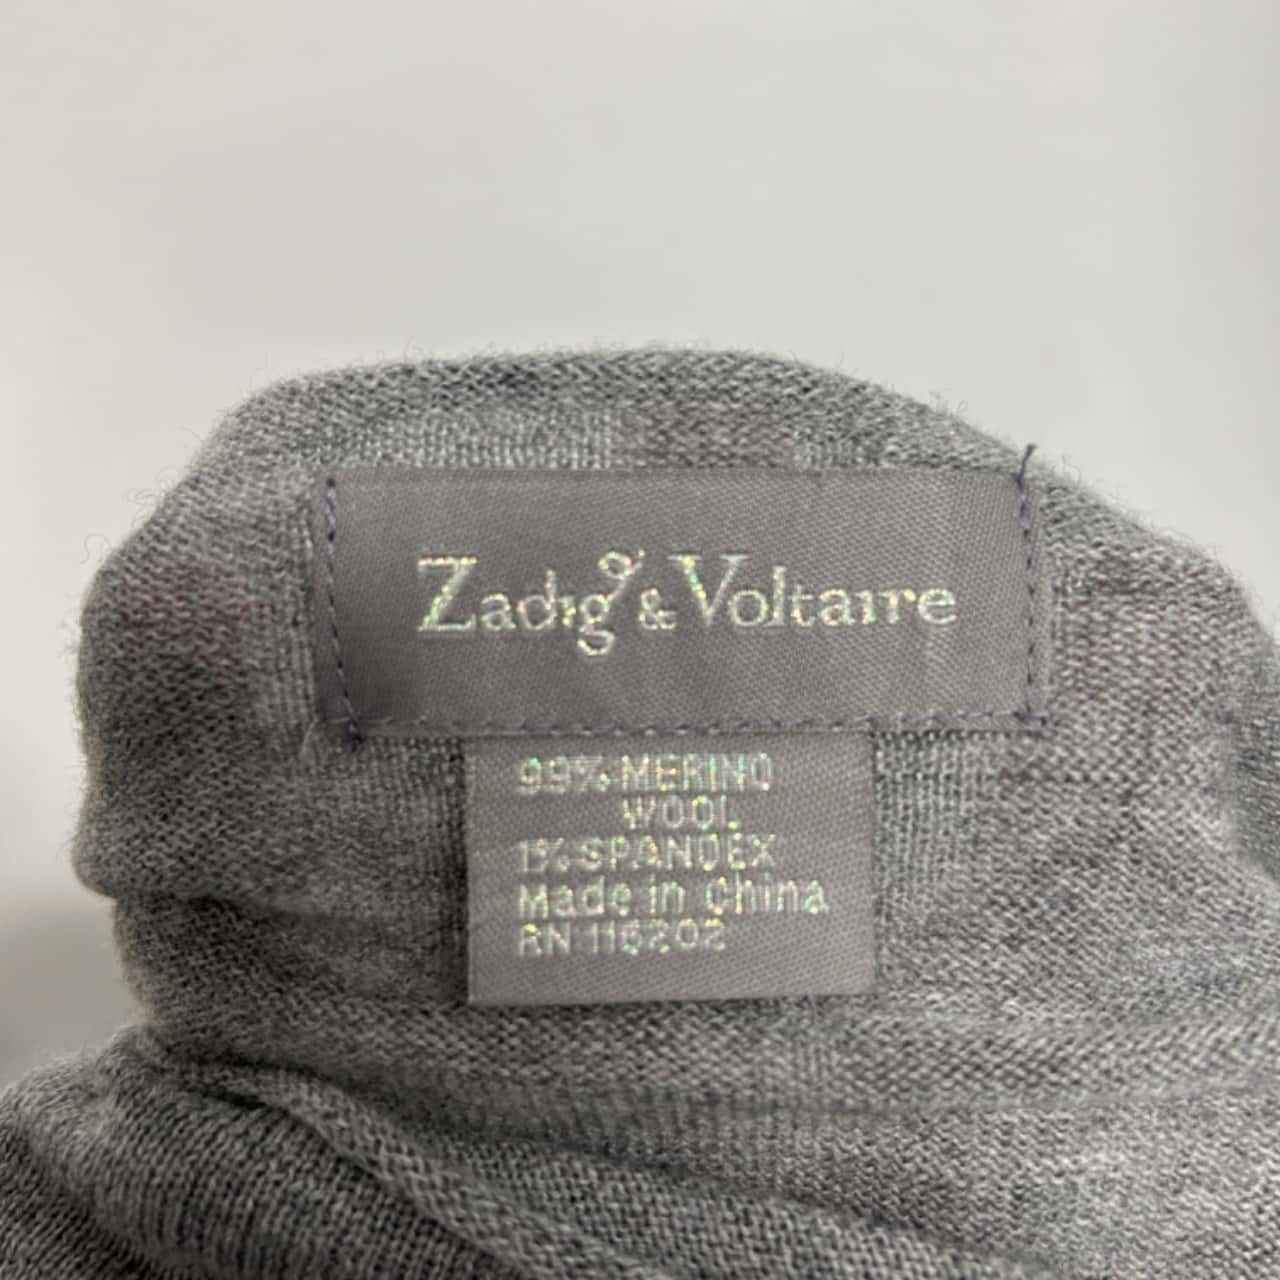 Zadig & Voltaire
99% MERINO
WOOL
1% SPANDEX
Made in China
RN 116202